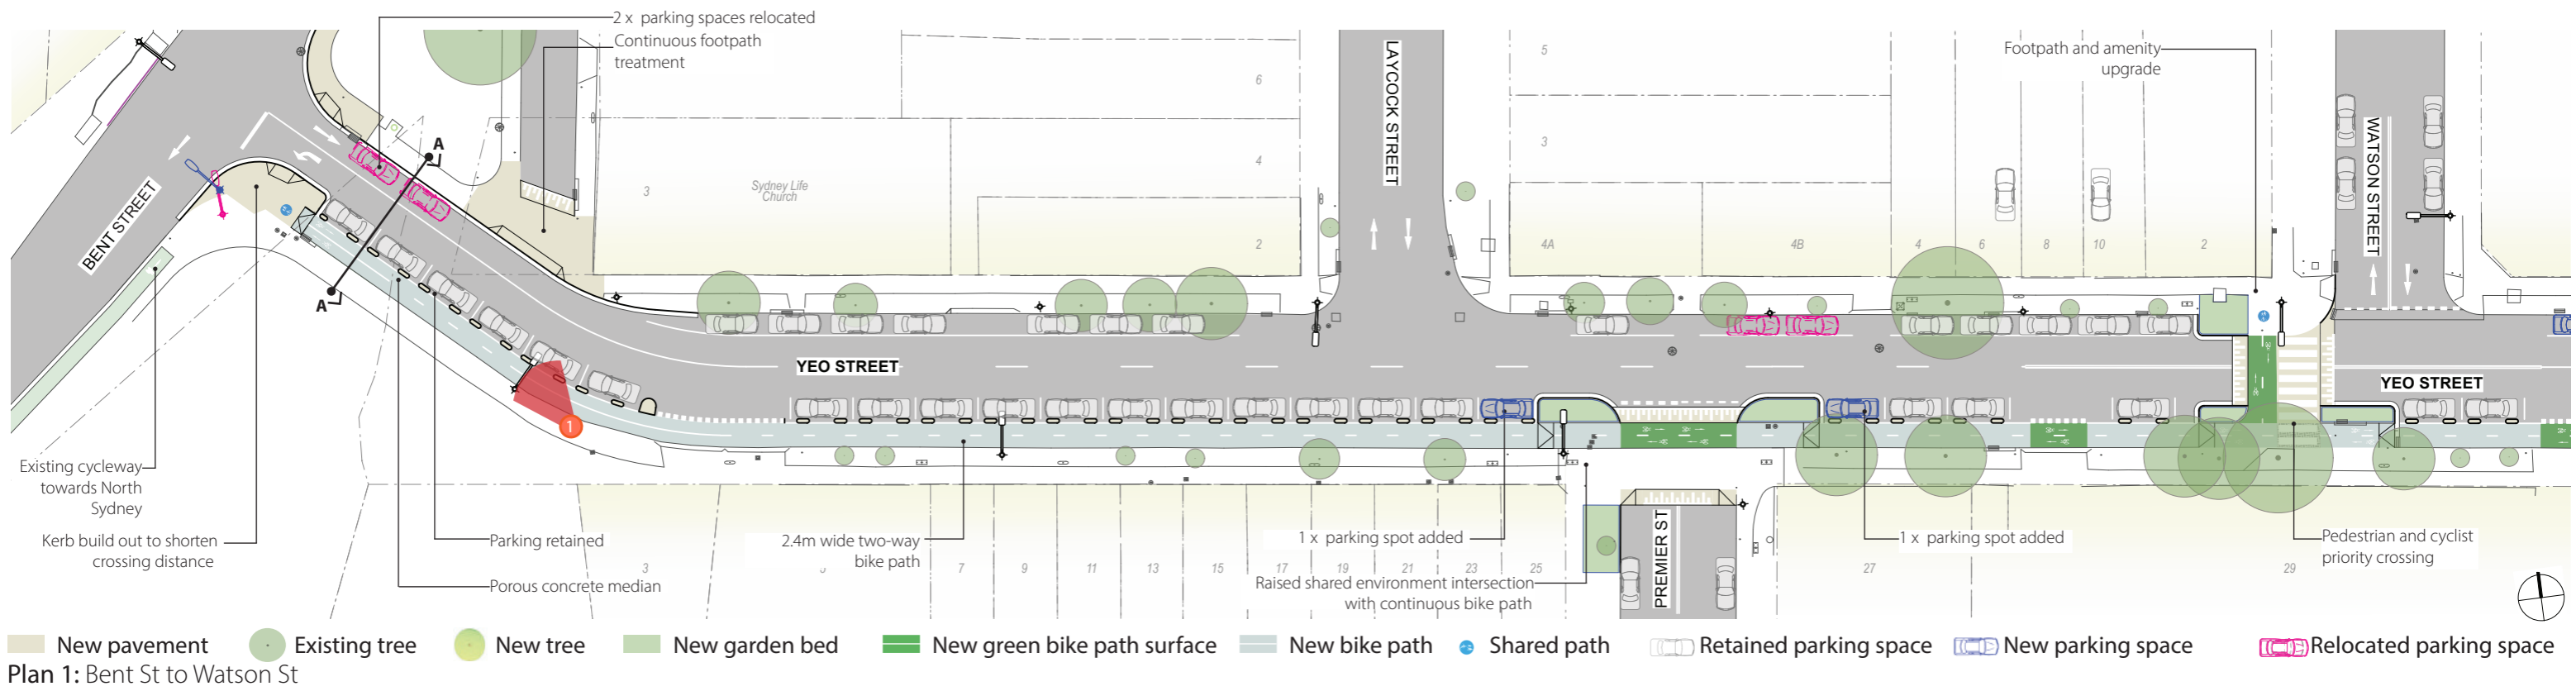 2 x parking spaces relocated
Continuous footpath
treatment
Footpath and amenity
upgrade
A
A
BENT STREET
3
Sydney Life
Church
6
4
2
LAYCOCK STREET
5
3
4A
4B
4
6
8
10
2
WATSON STREET
YEO STREET
YEO STREET
1
Existing cycleway
towards North
Sydney
Kerb build out to shorten
crossing distance
Parking retained
Porous concrete median
2.4m wide two-way
bike path
1 x parking spot added
Raised shared environment intersection
with continuous bike path
PREMIER ST
1 x parking spot added
Pedestrian and cyclist
priority crossing
3
5
7
9
11
13
15
17
19
21
23
25
27
29
New pavement
Existing tree
New tree
New garden bed
New green bike path surface
New bike path
Shared path
Retained parking space
New parking space
Relocated parking space
Plan 1: Bent St to Watson St